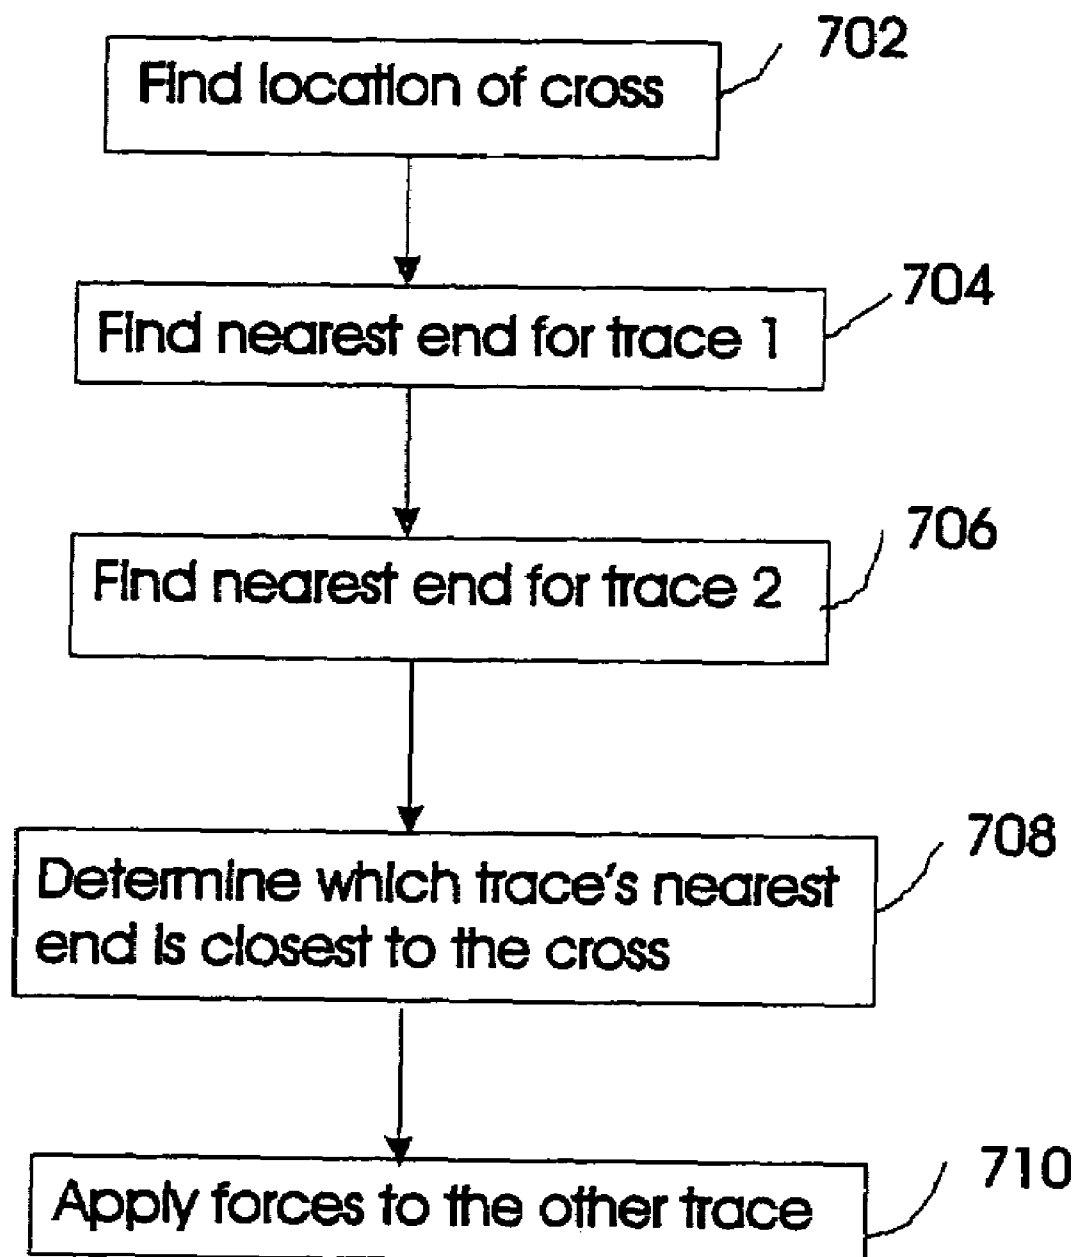 702
Find location of cross
704
Find nearest end for trace 1
706
Find nearest end for trace 2
708
Determine which trace's nearest
end is closest to the cross
710
Apply forces to the other trace